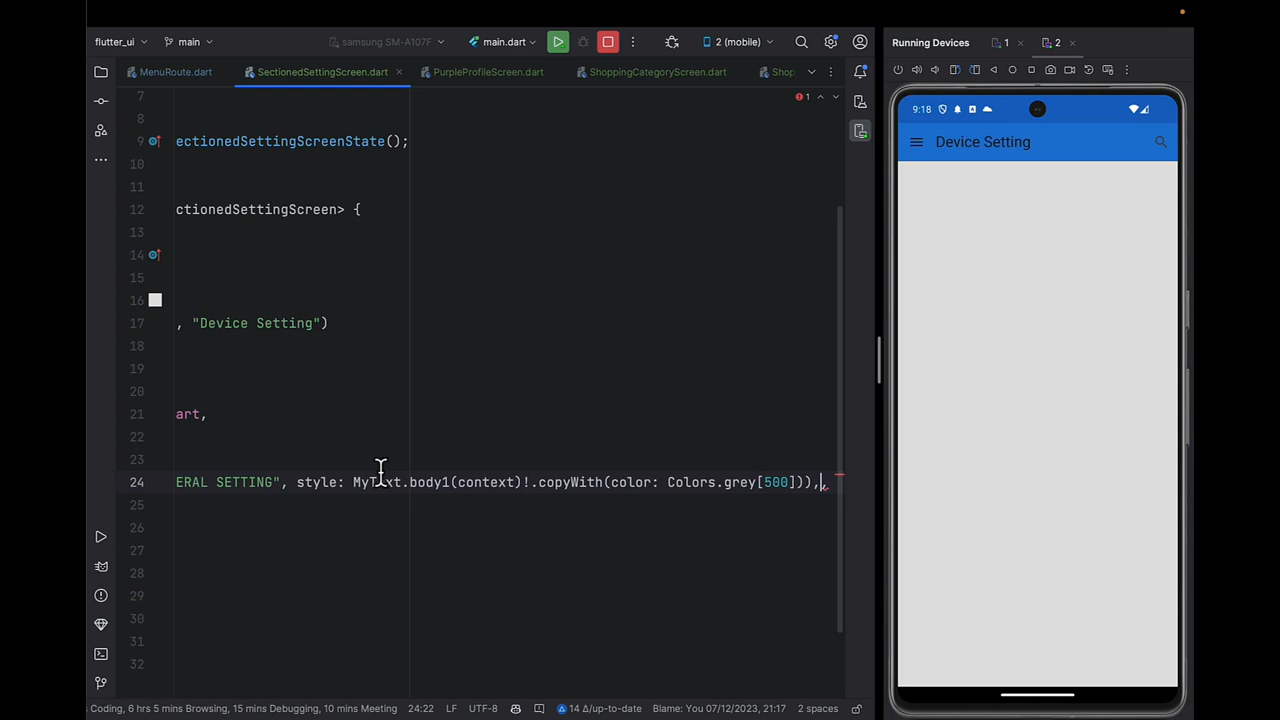 flutter_ui
main
samsung SM-A107F
main.dart
2 (mobile)
Running Devices
1
2
MenuRoute.dart
SectionedSettingScreen.dart
PurpleProfileScreen.dart
ShoppingCategoryScreen.dart
Shop
7
1
8
9 ectionedSettingScreenState();
10
11
12 ctionedSettingScreen> {
13
14
15
16
17 , "Device Setting")
18
19
20
21 art,
22
23
24 ERAL SETTING", style: MyText.body1(context)!.copyWith(color: Colors.grey[500])),,
25
26
27
28
29
30
31
32
9:18
Device Setting
Coding, 6 hrs 5 mins Browsing, 15 mins Debugging, 10 mins Meeting
24:22
LF
UTF-8
14 Δ/up-to-date
Blame: You 07/12/2023, 21:17
2 spaces